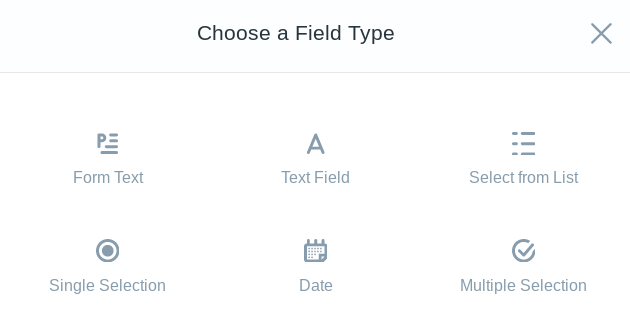 Choose a Field Type
Form Text
Text Field
Select from List
Single Selection
Date
Multiple Selection